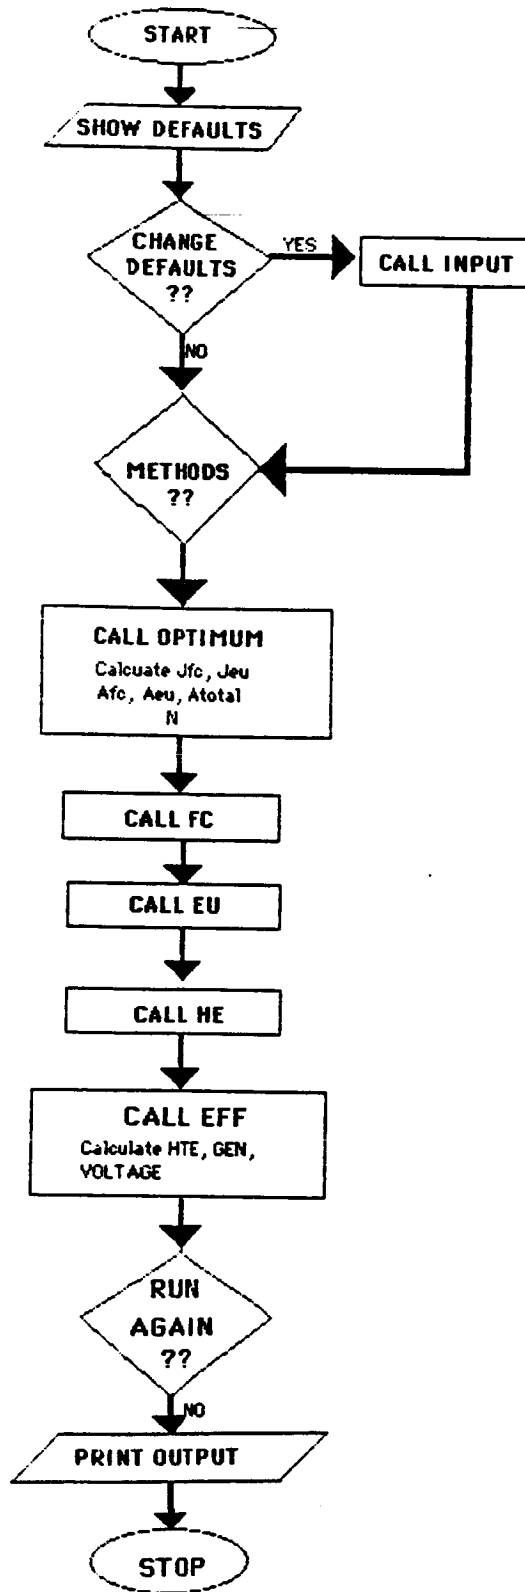 START
SHOW DEFAULTS
CHANGE
DEFAULTS
??
YES
CALL INPUT
NO
METHODS
??
CALL OPTIMUM
Calcuate Jfc, Jeu
Afc, Aeu, Atotal
N
CALL FC
CALL EU
CALL HE
CALL EFF
Calculate HTE, GEN,
VOLTAGE
RUN
AGAIN
??
NO
PRINT OUTPUT
STOP